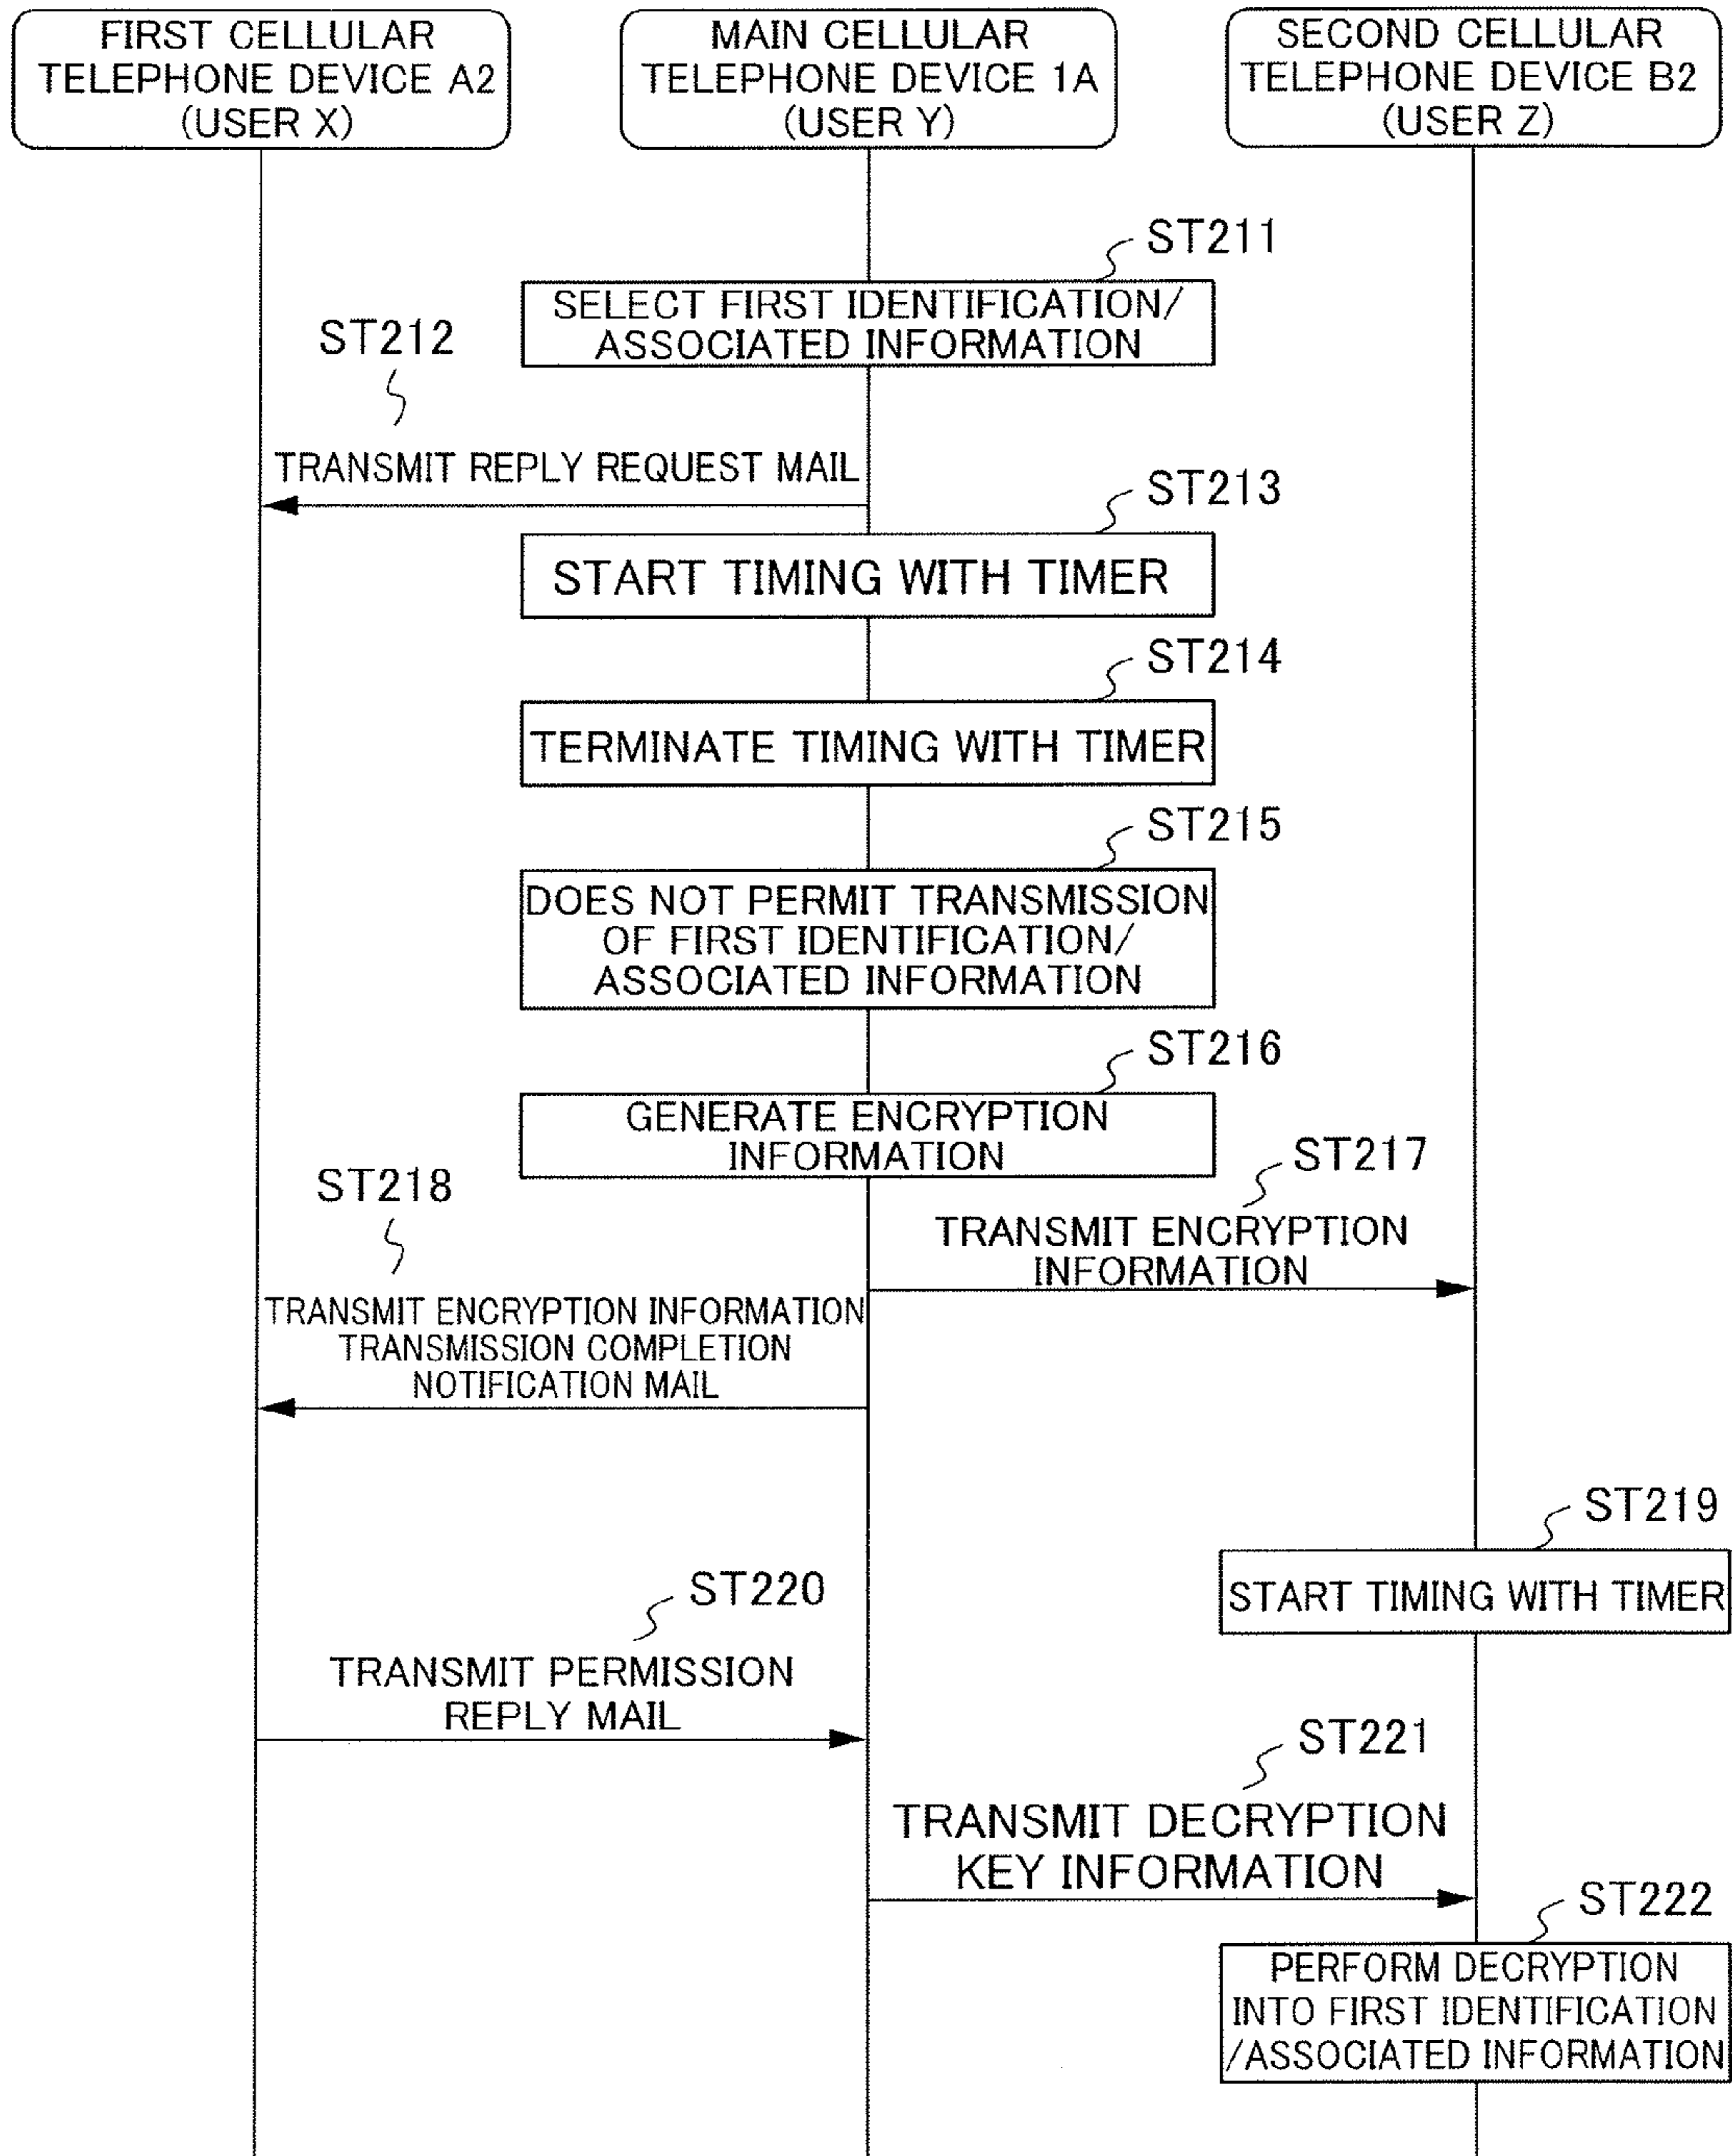 FIRST CELLULAR
TELEPHONE DEVICE A2
(USER X)
MAIN CELLULAR
TELEPHONE DEVICE 1A
(USER Y)
SECOND CELLULAR
TELEPHONE DEVICE B2
(USER Z)
ST211
SELECT FIRST IDENTIFICATION/
ASSOCIATED INFORMATION
ST212
TRANSMIT REPLY REQUEST MAIL
ST213
START TIMING WITH TIMER
ST214
TERMINATE TIMING WITH TIMER
ST215
DOES NOT PERMIT TRANSMISSION
OF FIRST IDENTIFICATION/
ASSOCIATED INFORMATION
ST216
GENERATE ENCRYPTION
INFORMATION
ST217
TRANSMIT ENCRYPTION
INFORMATION
ST218
TRANSMIT ENCRYPTION INFORMATION
TRANSMISSION COMPLETION
NOTIFICATION MAIL
ST219
START TIMING WITH TIMER
ST220
TRANSMIT PERMISSION
REPLY MAIL
ST221
TRANSMIT DECRYPTION
KEY INFORMATION
ST222
PERFORM DECRYPTION
INTO FIRST IDENTIFICATION
/ASSOCIATED INFORMATION